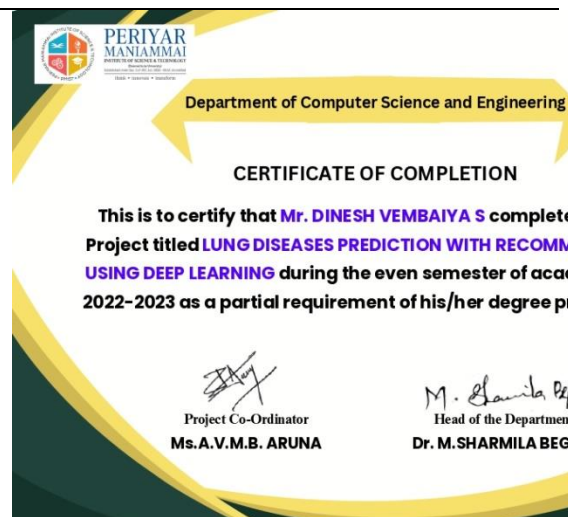 PERIYAR
MANIAMMAI
INSTITUTE OF SCIENCE & TECHNOLOGY
Department of Computer Science and Engineering
CERTIFICATE OF COMPLETION
This is to certify that Mr. DINESH VEMBAIYA S complete
Project titled LUNG DISEASES PREDICTION WITH RECOMM
USING DEEP LEARNING during the even semester of aca
2022-2023 as a partial requirement of his/her degree p
M. Sharmila
Project Co-Ordinator
Head of the Departmen
Ms.A.V.M.B. ARUNA
Dr. M.SHARMILA BEG